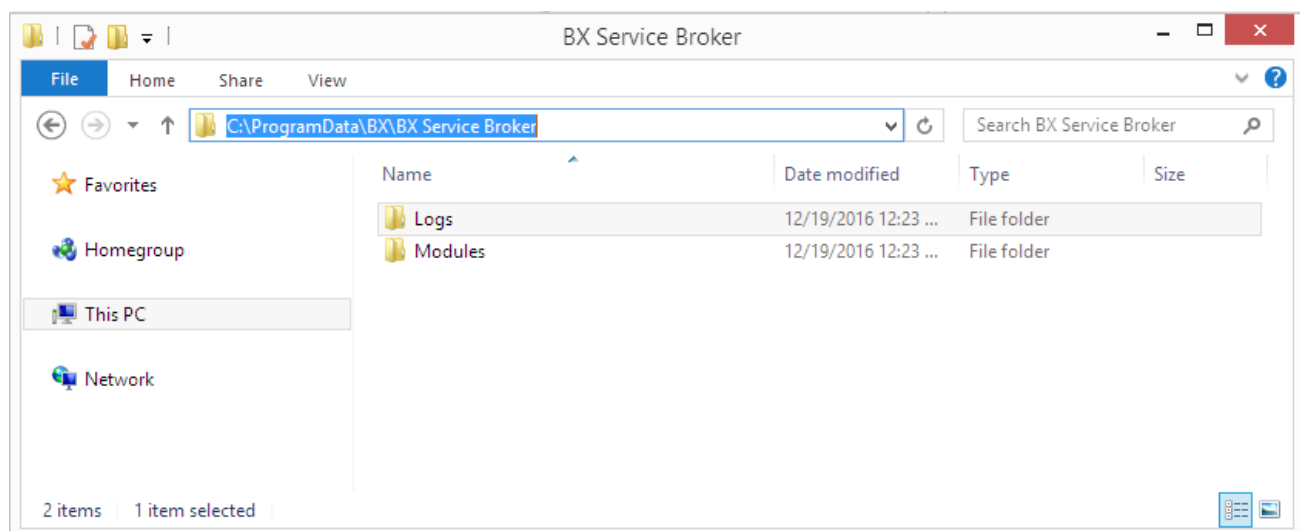 BX Service Broker
File Home Share View
C:\ProgramData\BX\BX Service Broker Search BX Service Broker
Favorites
Homegroup
This PC
Network
Name Date modified Type Size
Logs 12/19/2016 12:23 ... File folder
Modules 12/19/2016 12:23 ... File folder
2 items 1 item selected